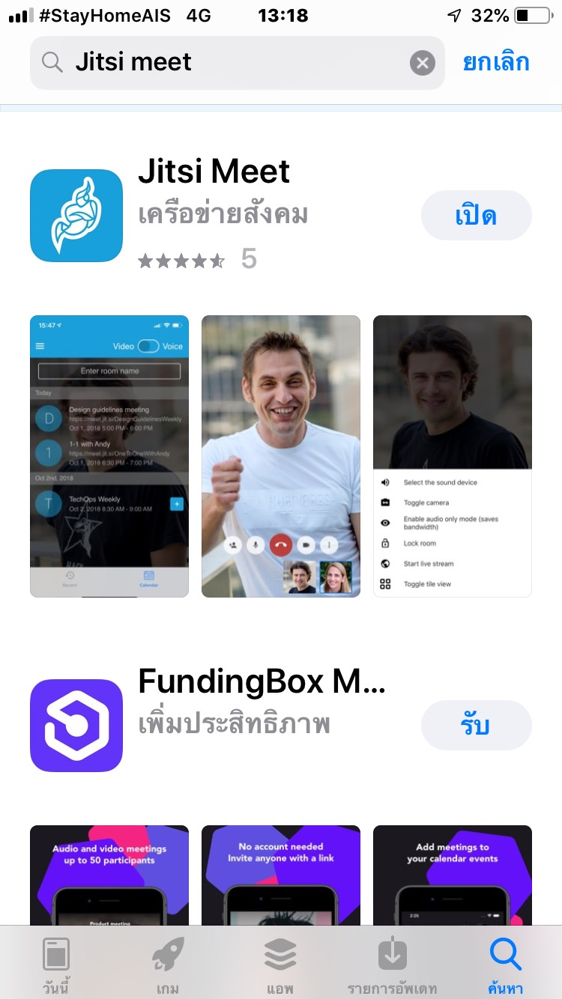 #StayHomeAIS 4G 13:18 32%
Jitsi meet ยกเลิก
Jitsi Meet
เครือข่ายสังคม
เปิด
5
15:47
Video Voice
Enter room name
Today
D Design guidelines meeting
https://meet.jit.si/DesignGuidelinesWeekly
Oct 1, 2018 5:00 PM - 6:00 PM
1 1-1 with Andy
https://meet.jit.si/OneToOneWithAndy
Oct 1, 2018 6:30 PM - 7:00 PM
Oct 2nd, 2018
T TechOps Weekly
Oct 2, 2018 8:30 AM - 9:00 AM
+
HACK
Recent Calendar
HUGO BOSS
Select the sound device
Toggle camera
Enable audio only mode (saves
bandwidth)
Lock room
Start live stream
Toggle tile view
FundingBox M...
เพิ่มประสิทธิภาพ
รับ
Audio and video meetings
up to 50 participants
Product meeting
No account needed
Invite anyone with a link
Add meetings to
your calendar events
2:25
วันนี้ เกม แอพ รายการอัพเดท ค้นหา